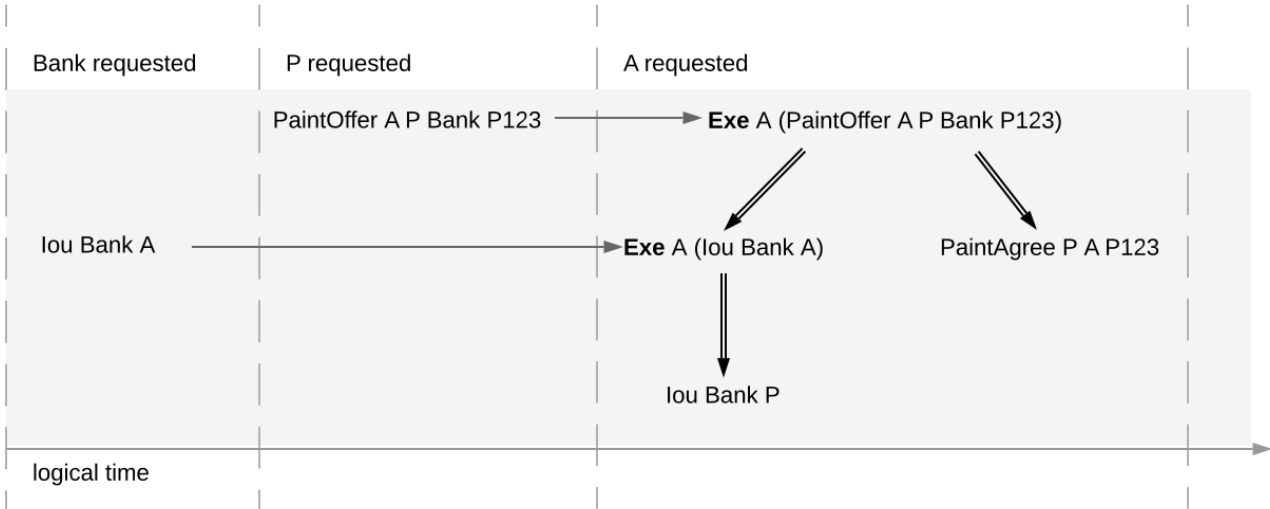 Bank requested
P requested
A requested
PaintOffer A P Bank P123
Exe A (PaintOffer A P Bank P123)
Iou Bank A
Exe A (Iou Bank A)
PaintAgree P A P123
Iou Bank P
logical time